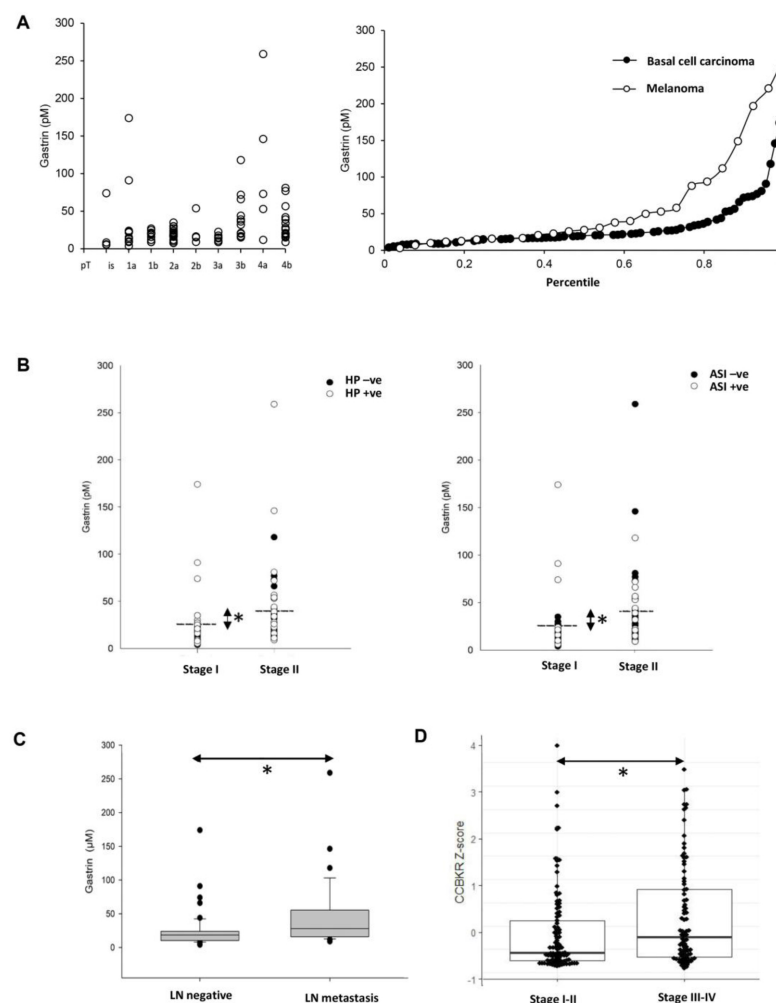 A
300
250
200
150
100
50
0
Gastrin (pM)
pT is 1a 1b 2a 2b 3a 3b 4a 4b
300
250
200
150
100
50
0
Gastrin (pM)
Basal cell carcinoma
Melanoma
0 0.2 0.4 0.6 0.8
Percentile
B
300
250
200
150
100
50
0
Gastrin (pM)
HP –ve
HP +ve
*
Stage I Stage II
300
250
200
150
100
50
0
Gastrin (pM)
ASI –ve
ASI +ve
*
Stage I Stage II
C
300
250
200
150
100
50
0
Gastrin (µM)
*
LN negative LN metastasis
D
4
3
2
1
-0
-1
CCBKR Z-score
*
Stage I-II Stage III-IV